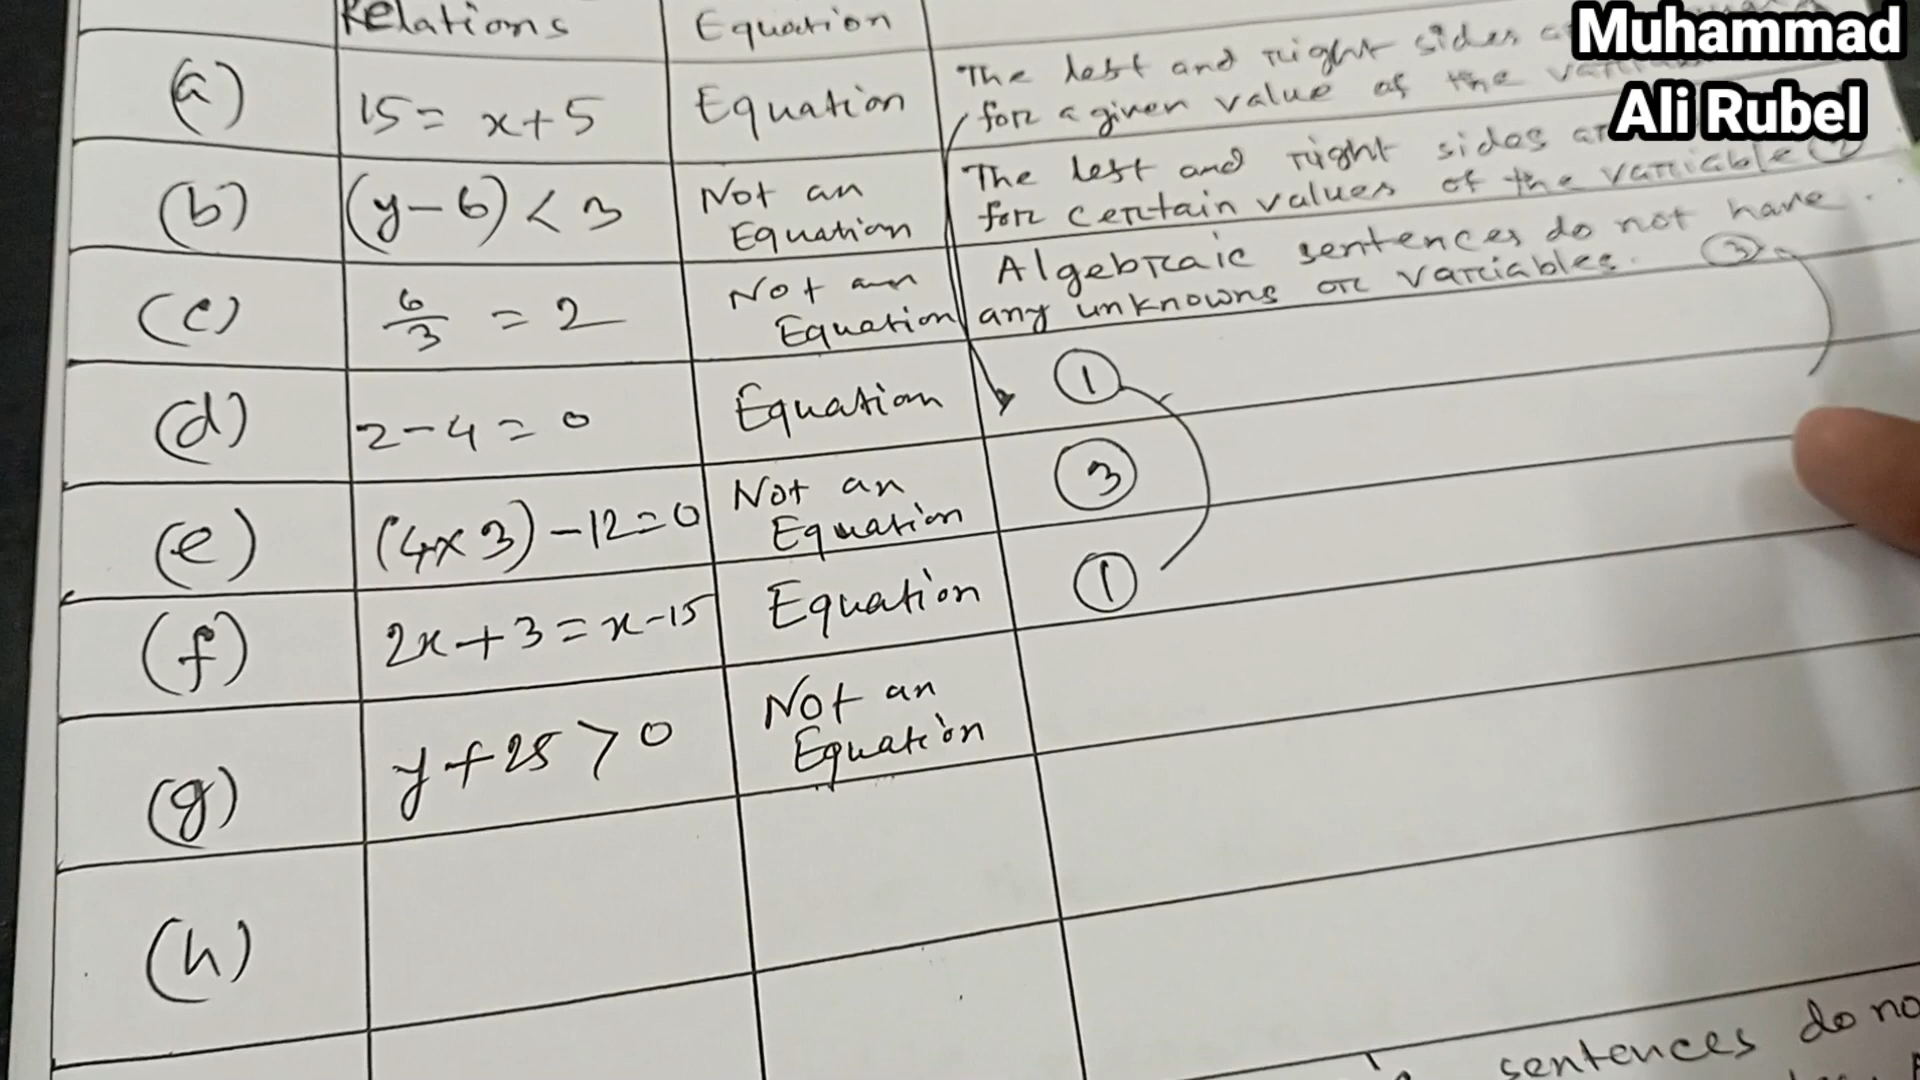 Relations Equation
Muhammad
Ali Rubel
(a) 15 = x+5 Equation The left and right sides
for a given value of the
(b) (y-6) < 3 Not an Equation The left and right sides
for certain values of the variable (2)
(c) 6/3 = 2 Not an Equation Algebraic sentences do not have
any unknowns or variables. (3)
(d) 2-4=0 Equation (1)
(e) (4×3)-12=0 Not an Equation (3)
(f) 2x+3=x-15 Equation (1)
(g) y+25>0 Not an Equation
(h)
sentences do no